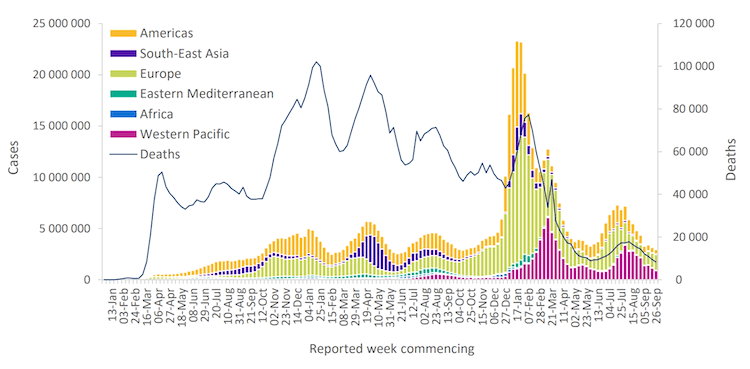 25 000 000
20 000 000
15 000 000
10 000 000
5 000 000
0
Cases
Americas
South-East Asia
Europe
Eastern Mediterranean
Africa
Western Pacific
Deaths
120 000
100 000
80 000
60 000
40 000
20 000
0
Deaths
13-Jan
03-Feb
24-Feb
16-Mar
06-Apr
27-Apr
18-May
08-Jun
29-Jun
20-Jul
10-Aug
31-Aug
21-Sep
12-Oct
02-Nov
23-Nov
14-Dec
04-Jan
25-Jan
15-Feb
08-Mar
29-Mar
19-Apr
10-May
31-May
21-Jun
12-Jul
02-Aug
23-Aug
13-Sep
04-Oct
25-Oct
15-Nov
06-Dec
27-Dec
17-Jan
07-Feb
28-Feb
21-Mar
11-Apr
02-May
23-May
13-Jun
04-Jul
25-Jul
15-Aug
05-Sep
26-Sep
Reported week commencing